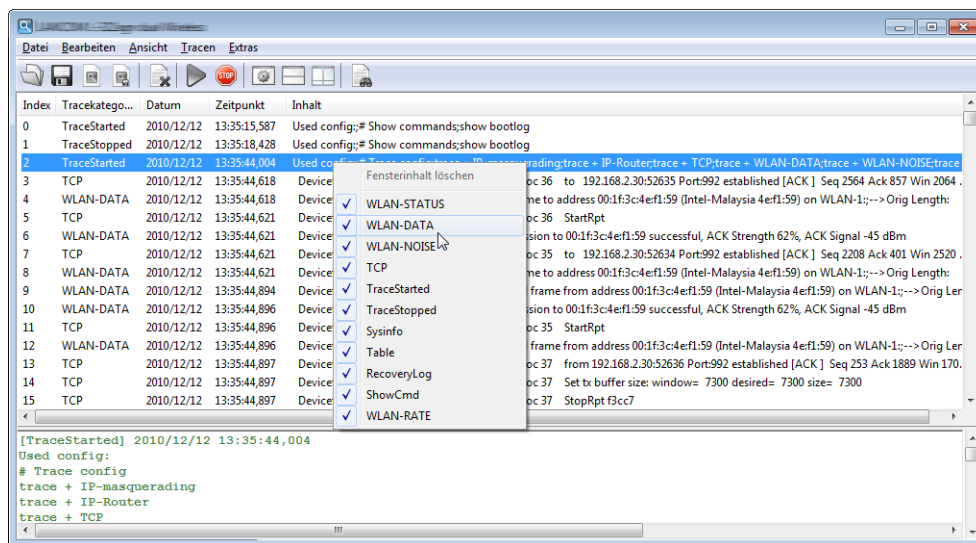 Datei Bearbeiten Ansicht Tracen Extras
STOP
Index Tracekatego... Datum Zeitpunkt Inhalt
0 TraceStarted 2010/12/12 13:35:15,587 Used config:;# Show commands;show bootlog
1 TraceStopped 2010/12/12 13:35:18,428 Used config:;# Show commands;show bootlog
2 TraceStarted 2010/12/12 13:35:44,004 Used config:;# Trace config;trace + IP-masquerading;trace + IP-Router;trace + TCP;trace + WLAN-DATA;trace + WLAN-NOISE;trace
3 TCP 2010/12/12 13:35:44,618 Device oc 36 to 192.168.2.30:52635 Port:992 established [ACK ] Seq 2564 Ack 857 Win 2064 .
4 WLAN-DATA 2010/12/12 13:35:44,618 Device me to address 00:1f:3c:4e:f1:59 (Intel-Malaysia 4e:f1:59) on WLAN-1:;-->Orig Length:
5 TCP 2010/12/12 13:35:44,621 Device oc 36 StartRpt
6 WLAN-DATA 2010/12/12 13:35:44,621 Device ssion to 00:1f:3c:4e:f1:59 successful, ACK Strength 62%, ACK Signal -45 dBm
7 TCP 2010/12/12 13:35:44,621 Device oc 35 to 192.168.2.30:52634 Port:992 established [ACK ] Seq 2208 Ack 401 Win 2520 .
8 WLAN-DATA 2010/12/12 13:35:44,621 Device me to address 00:1f:3c:4e:f1:59 (Intel-Malaysia 4e:f1:59) on WLAN-1:;-->Orig Length:
9 WLAN-DATA 2010/12/12 13:35:44,894 Device frame from address 00:1f:3c:4e:f1:59 (Intel-Malaysia 4e:f1:59) on WLAN-1:;-->Orig Ler
10 WLAN-DATA 2010/12/12 13:35:44,896 Device ssion to 00:1f:3c:4e:f1:59 successful, ACK Strength 62%, ACK Signal -45 dBm
11 TCP 2010/12/12 13:35:44,896 Device oc 35 StartRpt
12 WLAN-DATA 2010/12/12 13:35:44,896 Device frame from address 00:1f:3c:4e:f1:59 (Intel-Malaysia 4e:f1:59) on WLAN-1:;-->Orig Ler
13 TCP 2010/12/12 13:35:44,897 Device oc 37 from 192.168.2.30:52636 Port:992 established [ACK ] Seq 253 Ack 1889 Win 170.
14 TCP 2010/12/12 13:35:44,897 Device oc 37 Set tx buffer size: window= 7300 desired= 7300 size= 7300
15 TCP 2010/12/12 13:35:44,897 Device oc 37 StopRpt f3cc7
Fensterinhalt löschen
WLAN-STATUS
WLAN-DATA
WLAN-NOISE
TCP
TraceStarted
TraceStopped
Sysinfo
Table
RecoveryLog
ShowCmd
WLAN-RATE
[TraceStarted] 2010/12/12 13:35:44,004
Used config:
# Trace config
trace + IP-masquerading
trace + IP-Router
trace + TCP